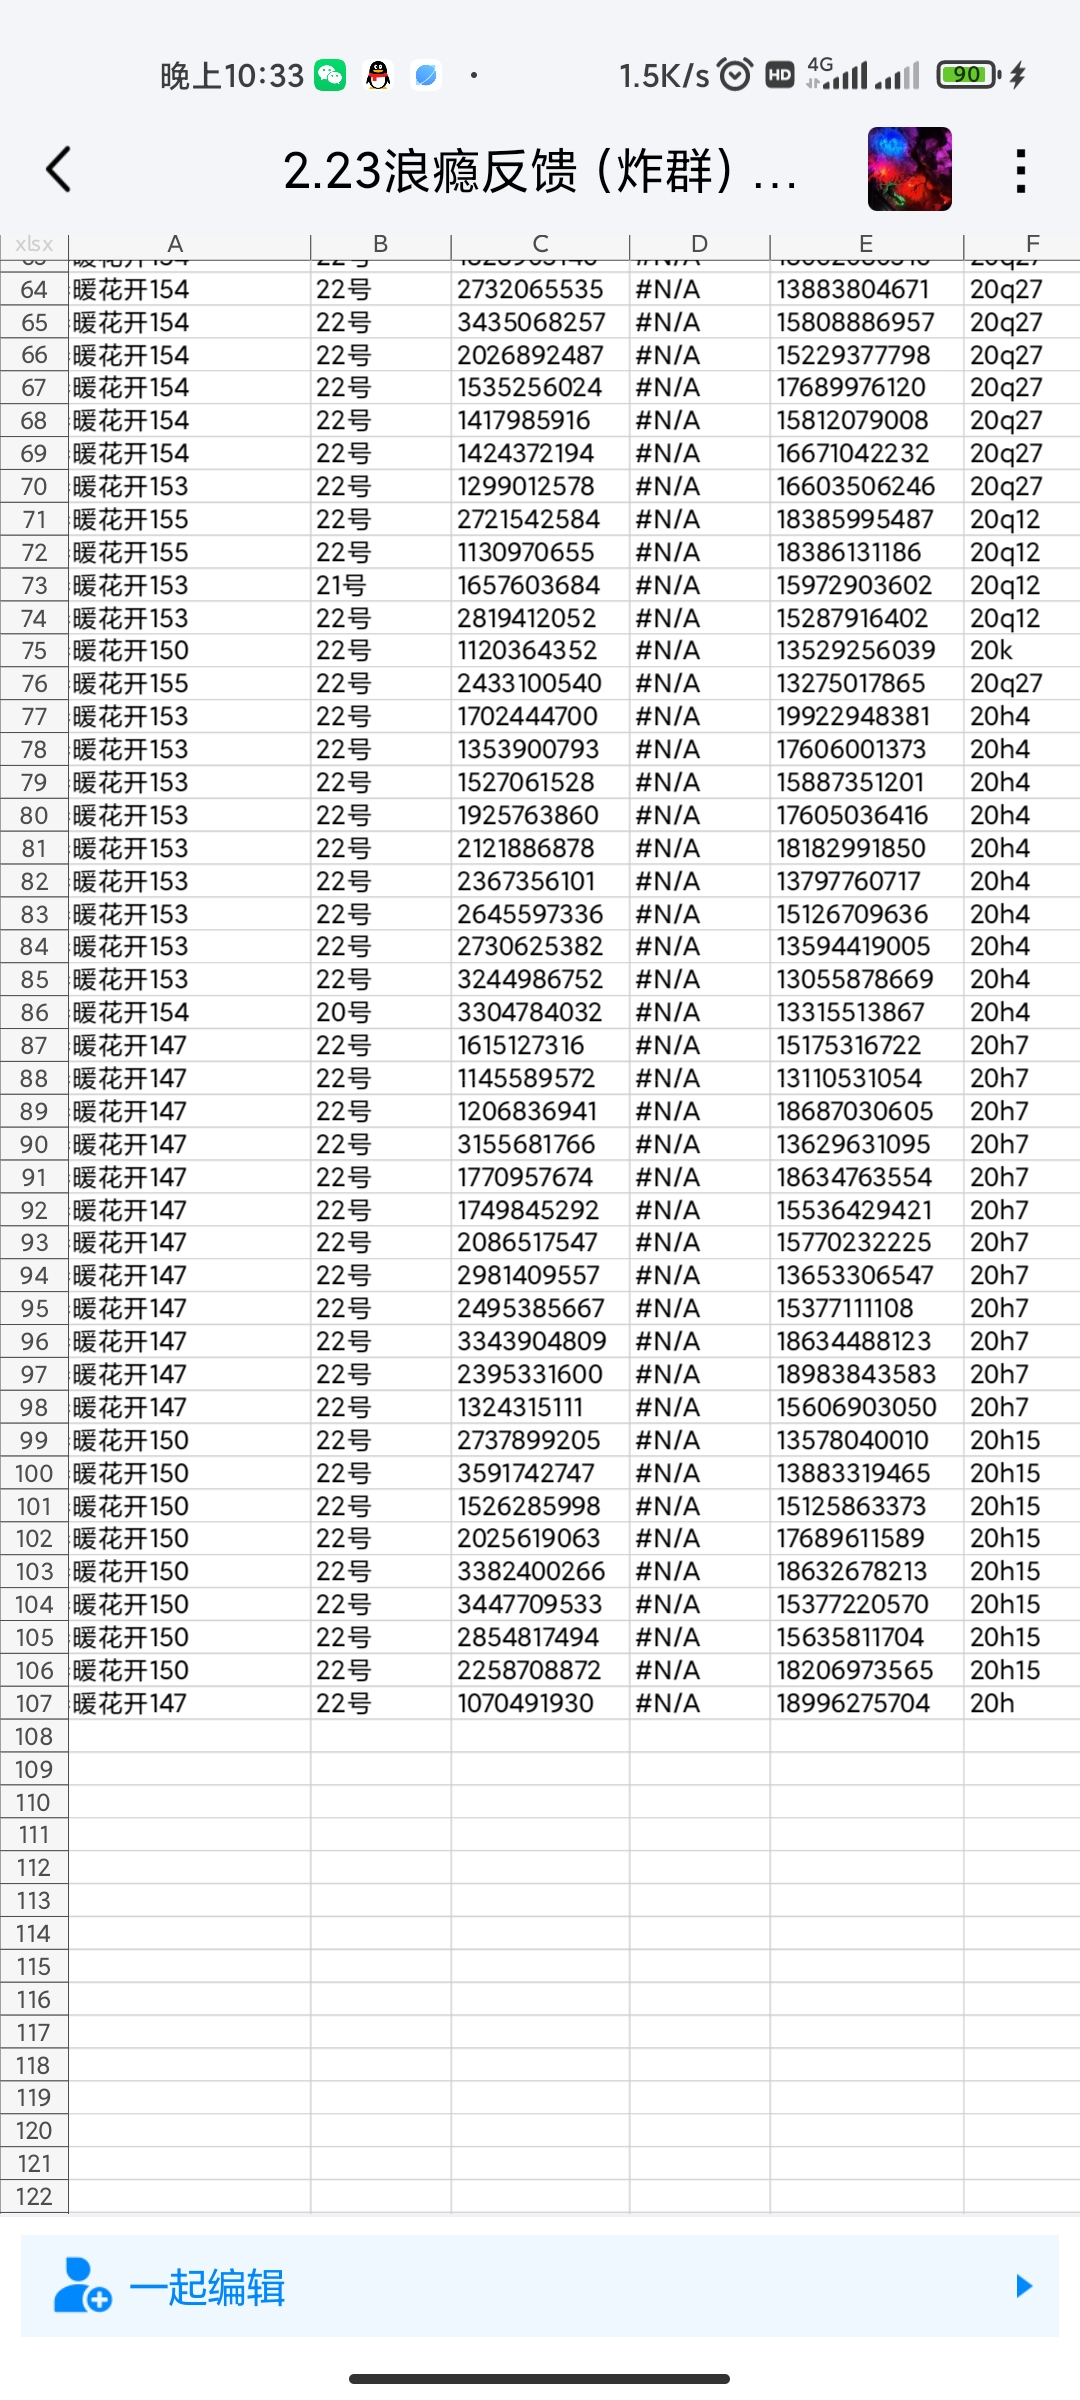 晚上10:33 1.5K/s HD 4G 90
2.23浪瘾反馈（炸群）...
xlsx A B C D E F
64 暖花开154 22号 2732065535 #N/A 13883804671 20q27
65 暖花开154 22号 3435068257 #N/A 15808886957 20q27
66 暖花开154 22号 2026892487 #N/A 15229377798 20q27
67 暖花开154 22号 1535256024 #N/A 17689976120 20q27
68 暖花开154 22号 1417985916 #N/A 15812079008 20q27
69 暖花开154 22号 1424372194 #N/A 16671042232 20q27
70 暖花开153 22号 1299012578 #N/A 16603506246 20q27
71 暖花开155 22号 2721542584 #N/A 18385995487 20q12
72 暖花开155 22号 1130970655 #N/A 18386131186 20q12
73 暖花开153 21号 1657603684 #N/A 15972903602 20q12
74 暖花开153 22号 2819412052 #N/A 15287916402 20q12
75 暖花开150 22号 1120364352 #N/A 13529256039 20k
76 暖花开155 22号 2433100540 #N/A 13275017865 20q27
77 暖花开153 22号 1702444700 #N/A 19922948381 20h4
78 暖花开153 22号 1353900793 #N/A 17606001373 20h4
79 暖花开153 22号 1527061528 #N/A 15887351201 20h4
80 暖花开153 22号 1925763860 #N/A 17605036416 20h4
81 暖花开153 22号 2121886878 #N/A 18182991850 20h4
82 暖花开153 22号 2367356101 #N/A 13797760717 20h4
83 暖花开153 22号 2645597336 #N/A 15126709636 20h4
84 暖花开153 22号 2730625382 #N/A 13594419005 20h4
85 暖花开153 22号 3244986752 #N/A 13055878669 20h4
86 暖花开154 20号 3304784032 #N/A 13315513867 20h4
87 暖花开147 22号 1615127316 #N/A 15175316722 20h7
88 暖花开147 22号 1145589572 #N/A 13110531054 20h7
89 暖花开147 22号 1206836941 #N/A 18687030605 20h7
90 暖花开147 22号 3155681766 #N/A 13629631095 20h7
91 暖花开147 22号 1770957674 #N/A 18634763554 20h7
92 暖花开147 22号 1749845292 #N/A 15536429421 20h7
93 暖花开147 22号 2086517547 #N/A 15770232225 20h7
94 暖花开147 22号 2981409557 #N/A 13653306547 20h7
95 暖花开147 22号 2495385667 #N/A 15377111108 20h7
96 暖花开147 22号 3343904809 #N/A 18634488123 20h7
97 暖花开147 22号 2395331600 #N/A 18983843583 20h7
98 暖花开147 22号 1324315111 #N/A 15606903050 20h7
99 暖花开150 22号 2737899205 #N/A 13578040010 20h15
100 暖花开150 22号 3591742747 #N/A 13883319465 20h15
101 暖花开150 22号 1526285998 #N/A 15125863373 20h15
102 暖花开150 22号 2025619063 #N/A 17689611589 20h15
103 暖花开150 22号 3382400266 #N/A 18632678213 20h15
104 暖花开150 22号 3447709533 #N/A 15377220570 20h15
105 暖花开150 22号 2854817494 #N/A 15635811704 20h15
106 暖花开150 22号 2258708872 #N/A 18206973565 20h15
107 暖花开147 22号 1070491930 #N/A 18996275704 20h
108
109
110
111
112
113
114
115
116
117
118
119
120
121
122
一起编辑